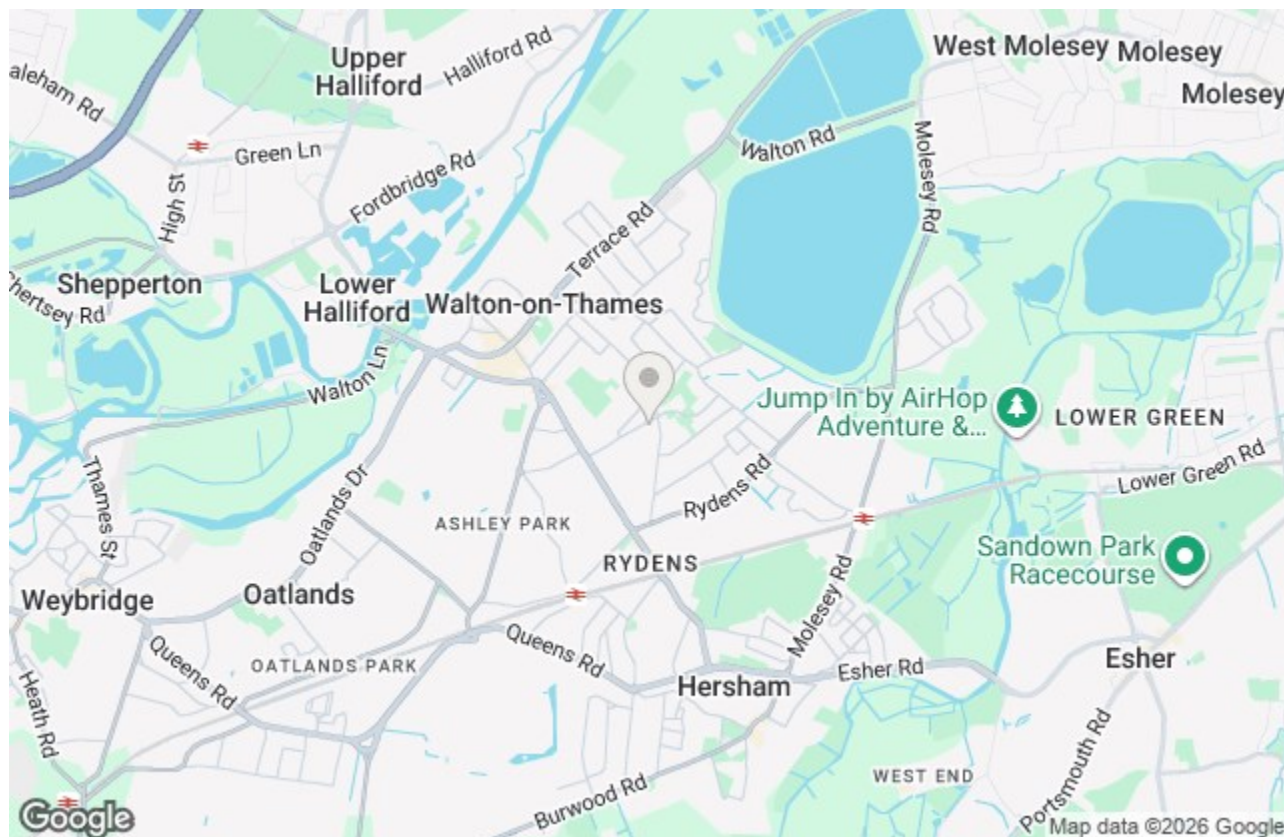 Upper
Halliford
Halliford Rd
West Molesey
Molesey
Molesey
aleham Rd
Green Ln
Walton Rd
Molesey Rd
High St
Fordbridge Rd
Terrace Rd
Shepperton
Lower
Halliford
Walton-on-Thames
hertsey Rd
Walton Ln
Jump In by AirHop
Adventure &...
LOWER GREEN
Thames St
Oatlands Dr
Rydens Rd
Lower Green Rd
ASHLEY PARK
RYDENS
Sandown Park
Racecourse
Weybridge
Oatlands
Molesey Rd
Queens Rd
Queens Rd
OATLANDS PARK
Heath Rd
Hersham
Esher Rd
Esher
Portsmouth Rd
WEST END
Burwood Rd
Google
Map data ©2026 Google